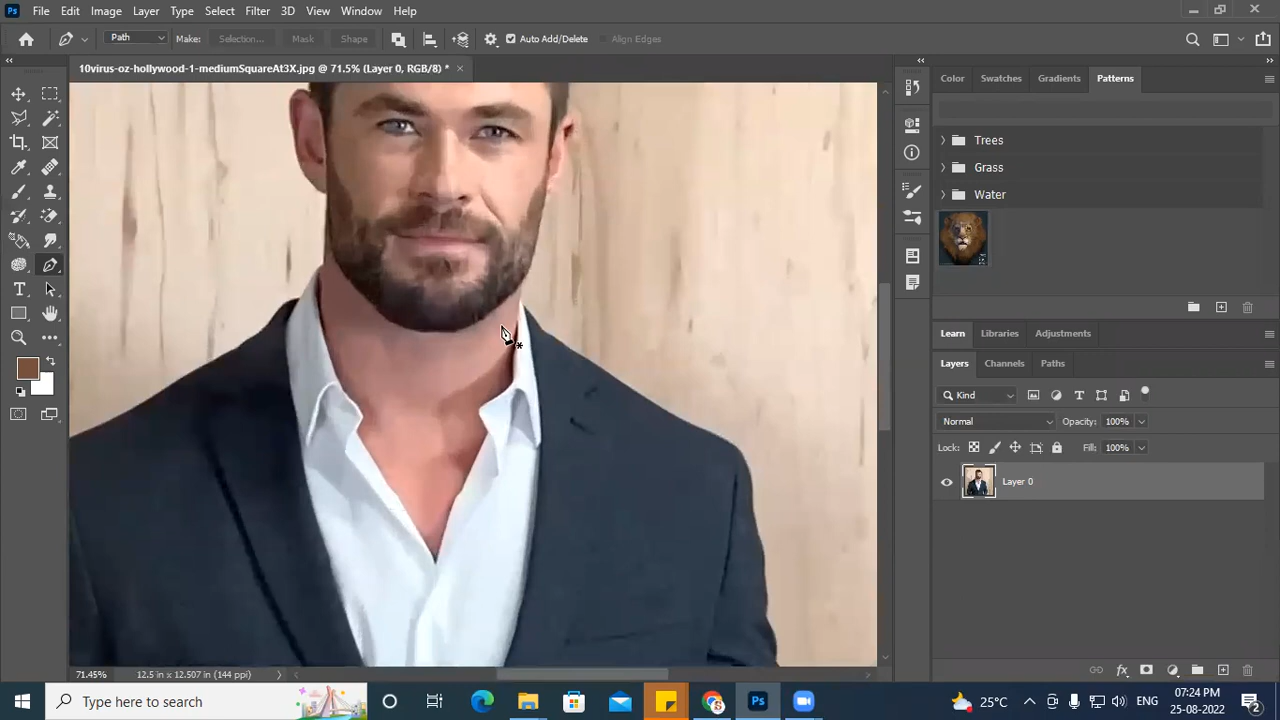 Ps File Edit Image Layer Type Select Filter 3D View Window Help
Path Make: Selection... Mask Shape Auto Add/Delete Align Edges
10virus-oz-hollywood-1-mediumSquareAt3X.jpg @ 71.5% (Layer 0, RGB/8) *
Color Swatches Gradients Patterns
Trees
Grass
Water
Learn Libraries Adjustments
Layers Channels Paths
Kind
Normal Opacity: 100%
Lock: Fill: 100%
Layer 0
71.45% 12.5 in x 12.507 in (144 ppi)
Type here to search
Ps
25°C
ENG
07:24 PM
25-08-2022
2